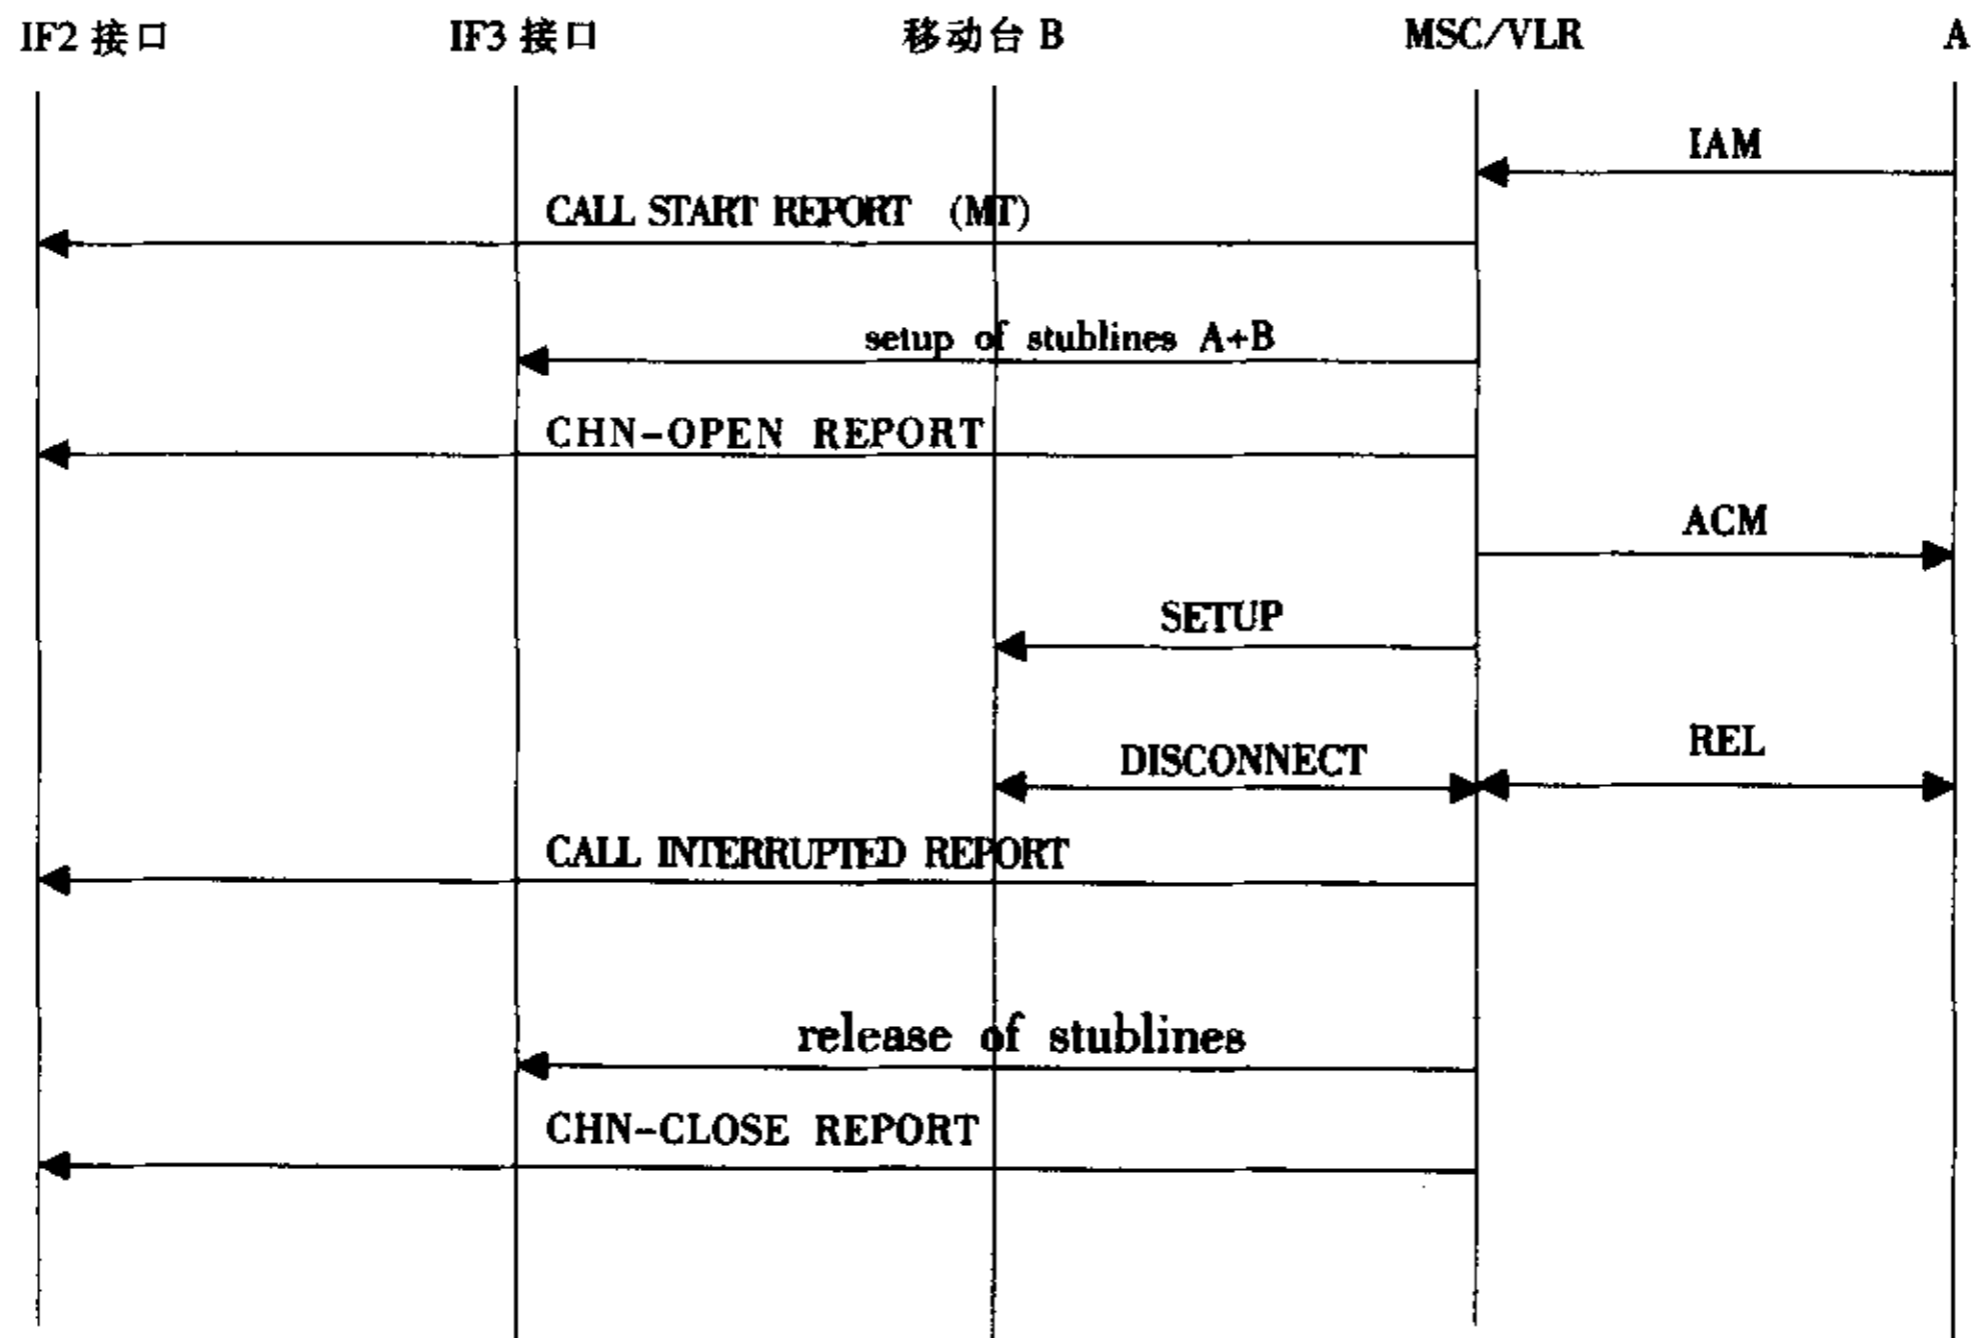 IF2 接口
IF3 接口
移动台 B
MSC/VLR
A
IAM
CALL START REPORT (MT)
setup of stublines A+B
CHN-OPEN REPORT
ACM
SETUP
DISCONNECT
REL
CALL INTERRUPTED REPORT
release of stublines
CHN-CLOSE REPORT